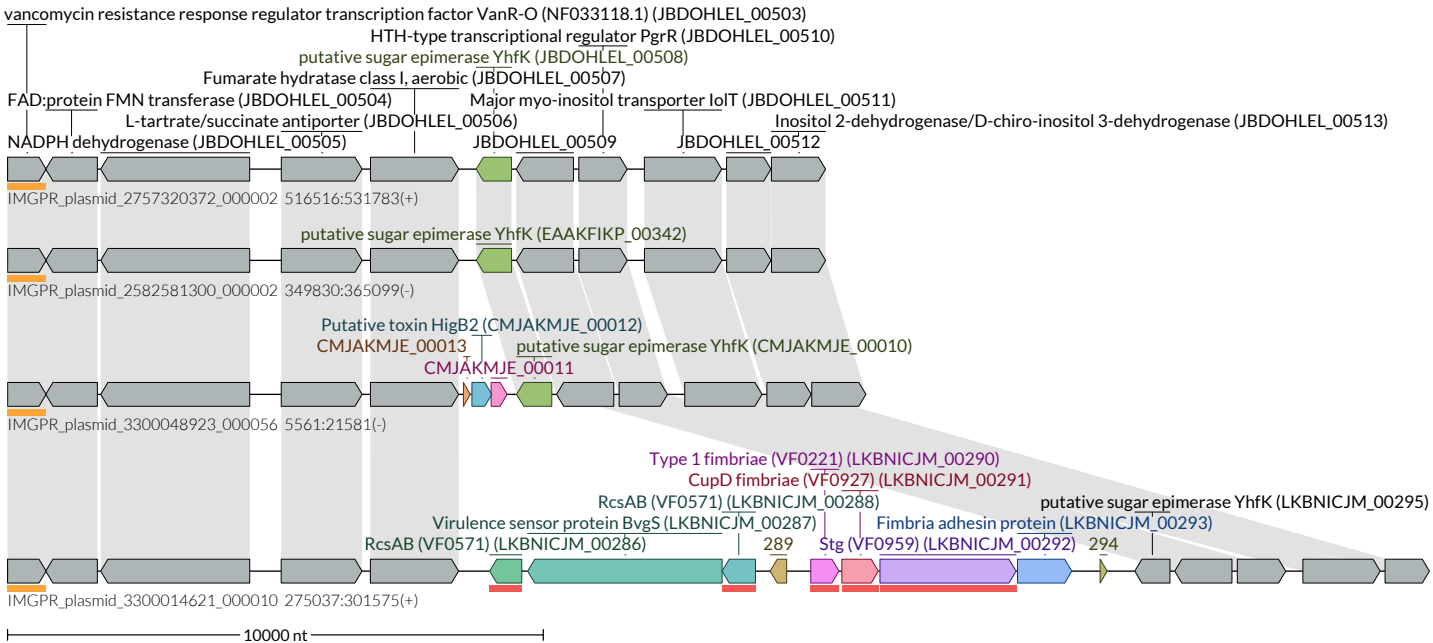 vancomycin resistance response regulator transcription factor VanR-O (NF033118.1) (JBDOHLEL_00503)
HTH-type transcriptional regulator PgrR (JBDOHLEL_00510)
putative sugar epimerase YhfK (JBDOHLEL_00508)
Fumarate hydratase class I, aerobic (JBDOHLEL_00507)
FAD:protein FMN transferase (JBDOHLEL_00504) Major myo-inositol transporter IolT (JBDOHLEL_00511)
L-tartrate/succinate antiporter (JBDOHLEL_00506) Inositol 2-dehydrogenase/D-chiro-inositol 3-dehydrogenase (JBDOHLEL_00513)
NADPH dehydrogenase (JBDOHLEL_00505) JBDOHLEL_00509 JBDOHLEL_00512
IMGPR_plasmid_2757320372_000002 516516:531783(+)
putative sugar epimerase YhfK (EAAKFIKP_00342)
IMGPR_plasmid_2582581300_000002 349830:365099(-)
Putative toxin HigB2 (CMJAKMJE_00012)
CMJAKMJE_00013 putative sugar epimerase YhfK (CMJAKMJE_00010)
CMJAKMJE_00011
IMGPR_plasmid_3300048923_000056 5561:21581(-)
Type 1 fimbriae (VF0221) (LKBNICJM_00290)
CupD fimbriae (VF0927) (LKBNICJM_00291)
RcsAB (VF0571) (LKBNICJM_00288) putative sugar epimerase YhfK (LKBNICJM_00295)
Virulence sensor protein BvgS (LKBNICJM_00287) Fimbria adhesin protein (LKBNICJM_00293)
RcsAB (VF0571) (LKBNICJM_00286) 289 Stg (VF0959) (LKBNICJM_00292) 294
IMGPR_plasmid_3300014621_000010 275037:301575(+)
10000 nt